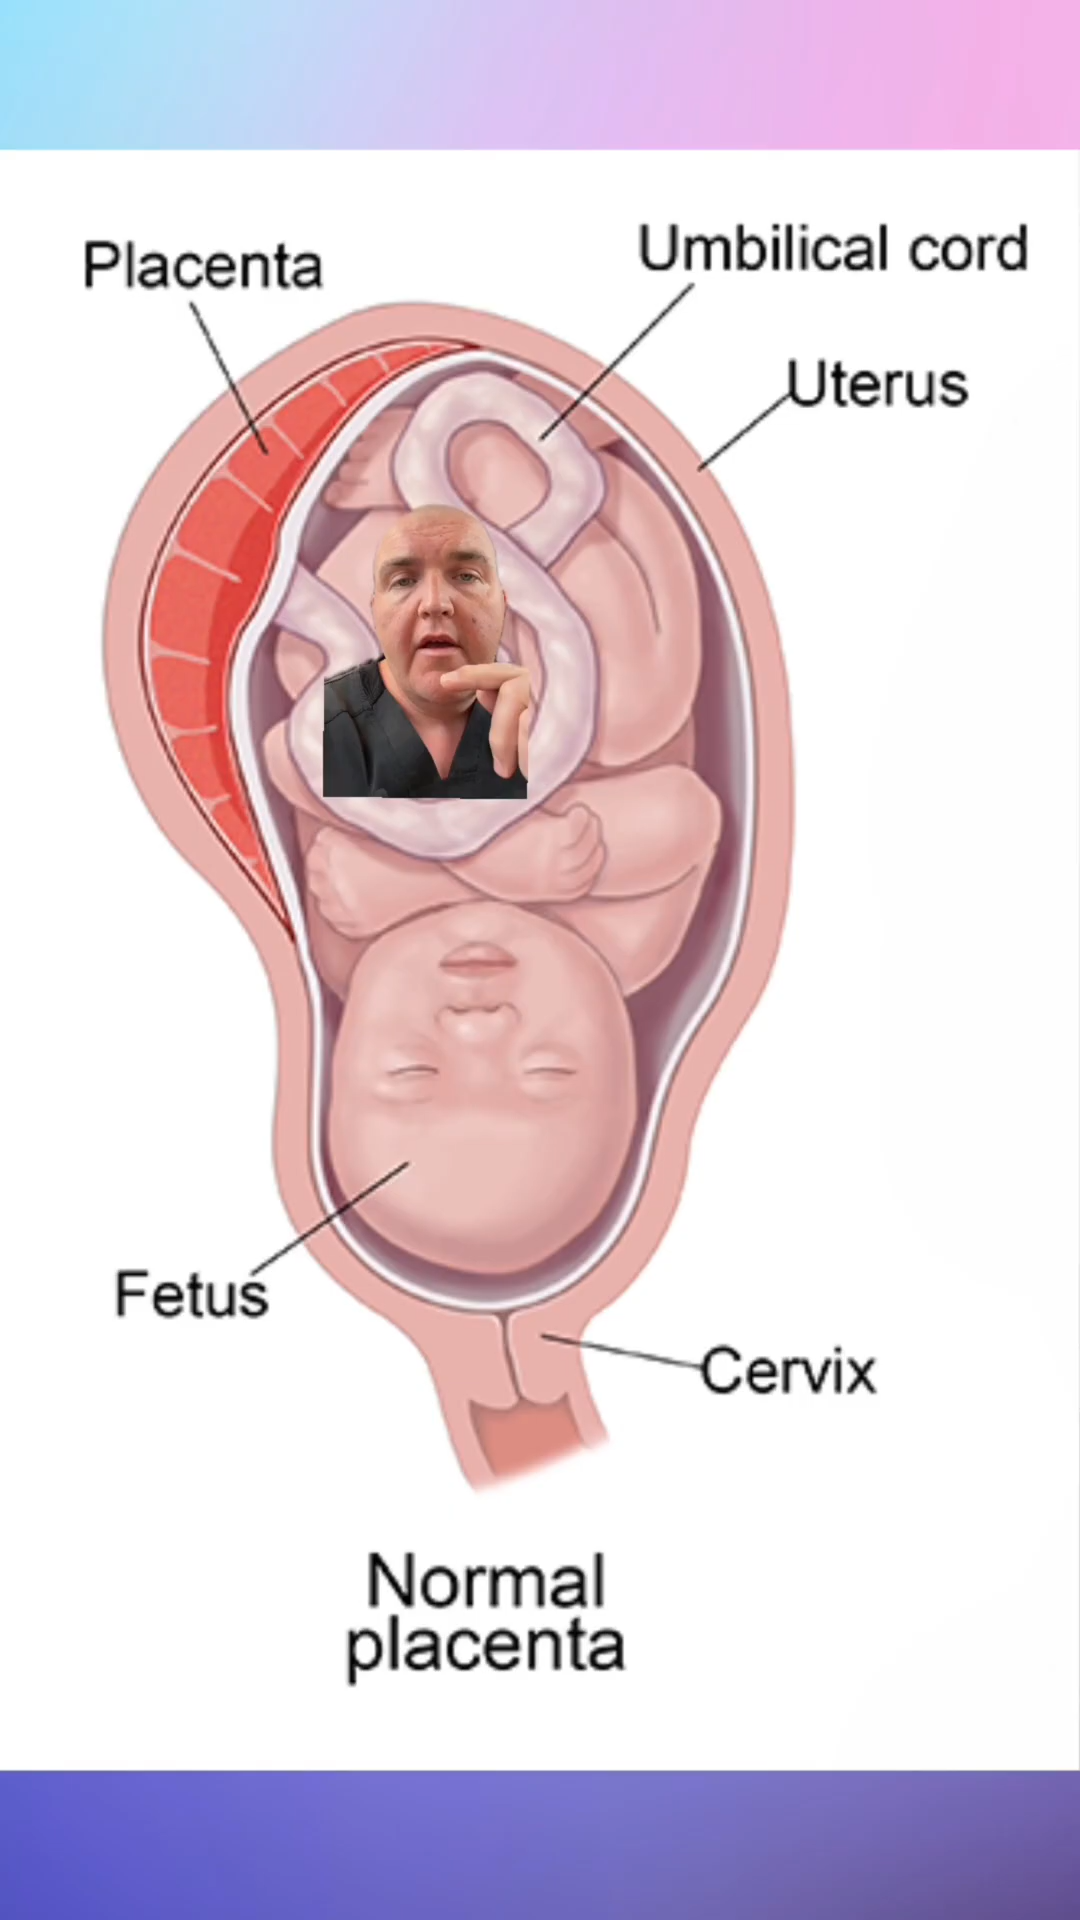 Placenta
Umbilical cord
Uterus
Fetus
Cervix
Normal
placenta